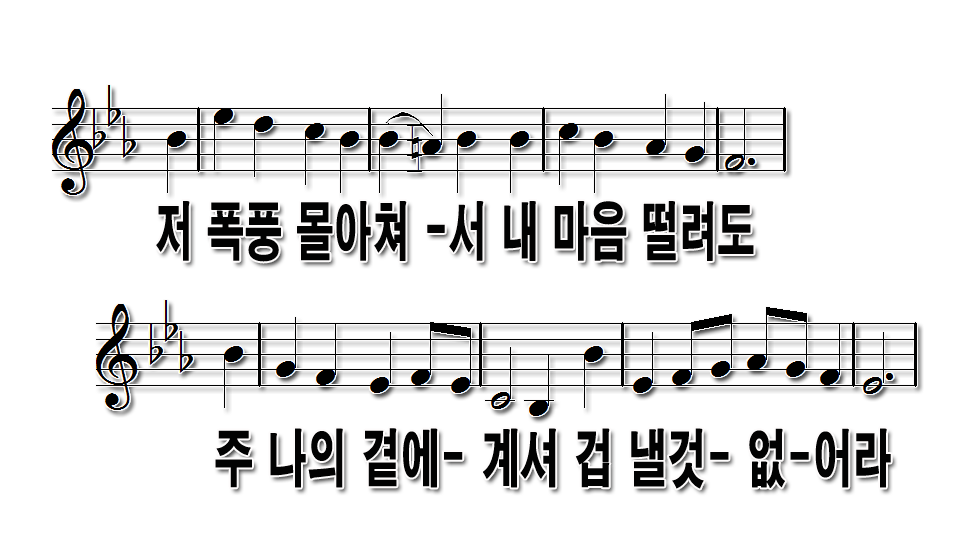 저 폭풍 몰아쳐 -서 내 마음 떨려도
주 나의 곁에- 계셔 겁 낼것- 없-어라